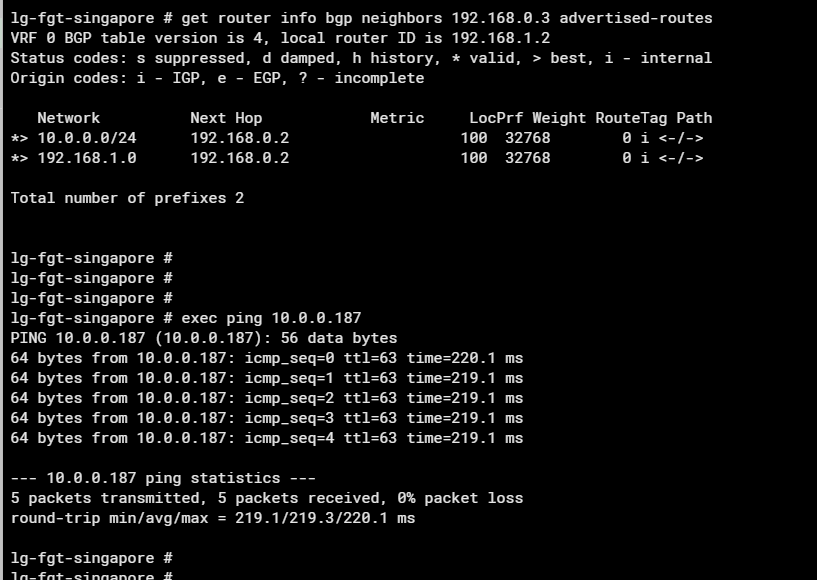 lg-fgt-singapore # get router info bgp neighbors 192.168.0.3 advertised-routes
VRF 0 BGP table version is 4, local router ID is 192.168.1.2
Status codes: s suppressed, d damped, h history, * valid, > best, i - internal
Origin codes: i - IGP, e - EGP, ? - incomplete
   Network          Next Hop            Metric     LocPrf Weight RouteTag Path
*> 10.0.0.0/24      192.168.0.2                   100  32768        0 i <-/->
*> 192.168.1.0      192.168.0.2                   100  32768        0 i <-/->
Total number of prefixes 2
lg-fgt-singapore #
lg-fgt-singapore #
lg-fgt-singapore #
lg-fgt-singapore # exec ping 10.0.0.187
PING 10.0.0.187 (10.0.0.187): 56 data bytes
64 bytes from 10.0.0.187: icmp_seq=0 ttl=63 time=220.1 ms
64 bytes from 10.0.0.187: icmp_seq=1 ttl=63 time=219.1 ms
64 bytes from 10.0.0.187: icmp_seq=2 ttl=63 time=219.1 ms
64 bytes from 10.0.0.187: icmp_seq=3 ttl=63 time=219.1 ms
64 bytes from 10.0.0.187: icmp_seq=4 ttl=63 time=219.1 ms
--- 10.0.0.187 ping statistics ---
5 packets transmitted, 5 packets received, 0% packet loss
round-trip min/avg/max = 219.1/219.3/220.1 ms
lg-fgt-singapore #
lg-fgt-singapore #